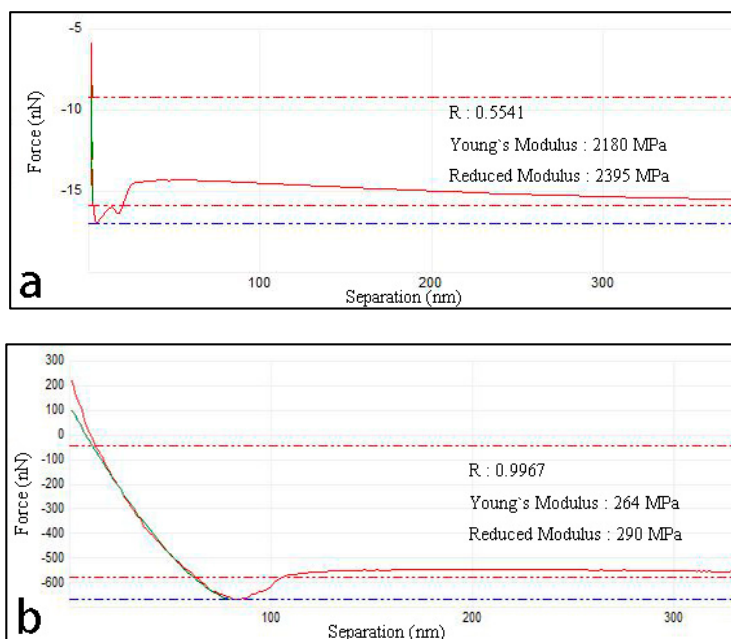 -5
-10
-15
Force (nN)
R : 0.5541
Young`s Modulus : 2180 MPa
Reduced Modulus : 2395 MPa
100
200
300
Separation (nm)
a
300
200
100
0
-100
-200
-300
-400
-500
-600
Force (nN)
R : 0.9967
Young`s Modulus : 264 MPa
Reduced Modulus : 290 MPa
100
200
300
Separation (nm)
b